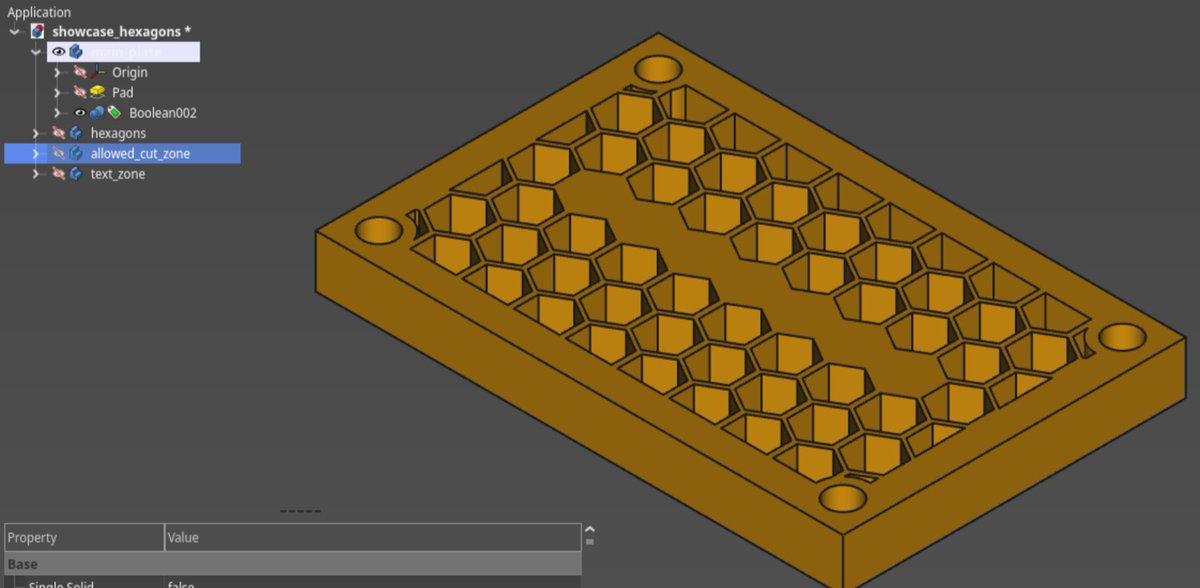 Application
showcase_hexagons *
main_plate
Origin
Pad
Boolean002
hexagons
allowed_cut_zone
text_zone
Property Value
Base
Single Solid false